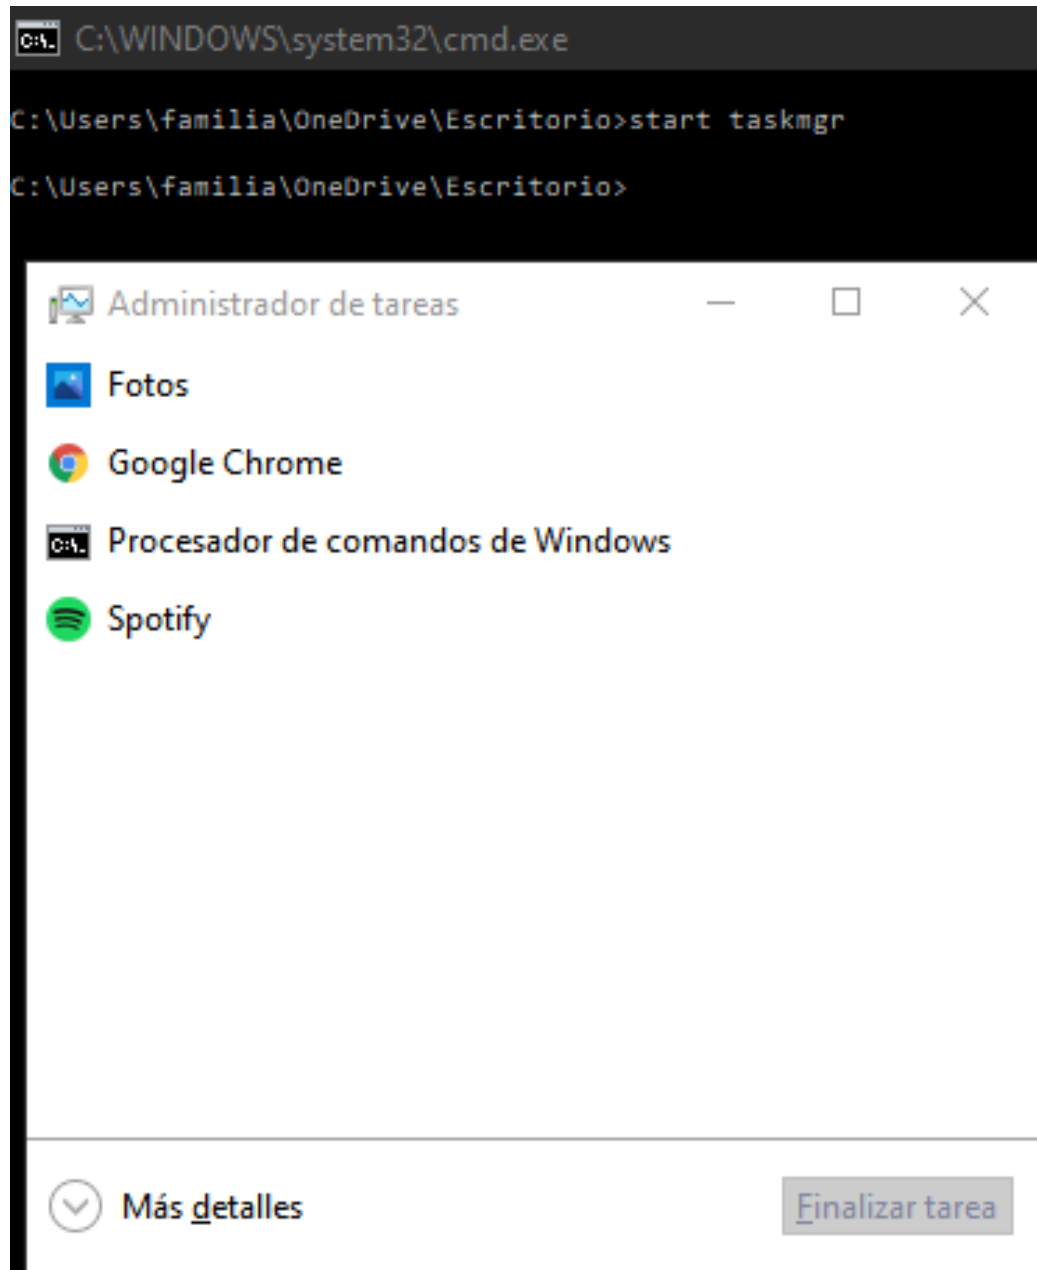 C:\WINDOWS\system32\cmd.exe
C:\Users\familia\OneDrive\Escritorio>start taskmgr
C:\Users\familia\OneDrive\Escritorio>
Administrador de tareas
Fotos
Google Chrome
Procesador de comandos de Windows
Spotify
Más detalles
Finalizar tarea